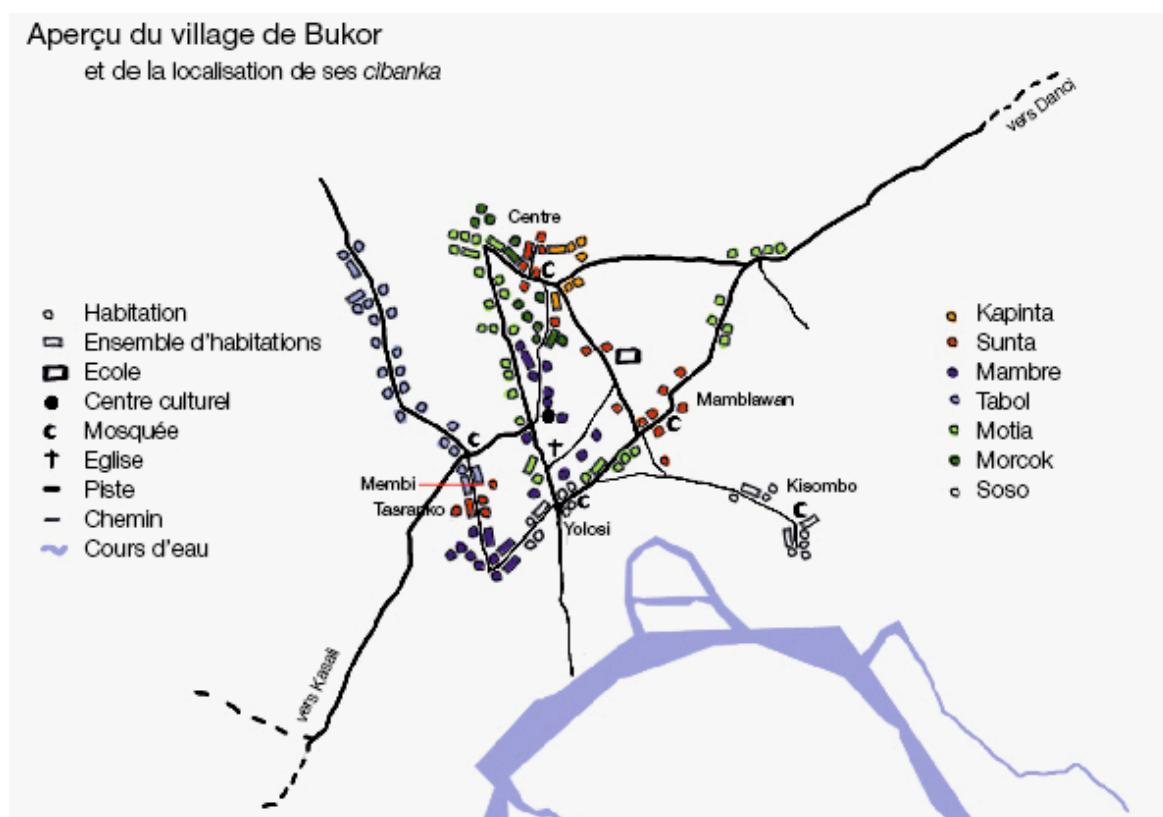 Aperçu du village de Bukor
et de la localisation de ses cibanka
vers Danci
Centre
Habitation
Ensemble d'habitations
Ecole
Centre culturel
Mosquée
Eglise
Piste
Chemin
Cours d'eau
Kapinta
Sunta
Mambre
Tabol
Motia
Morcok
Soso
Mamblawan
Membi
Tasranko
Kisombo
Yolosi
vers Kasali